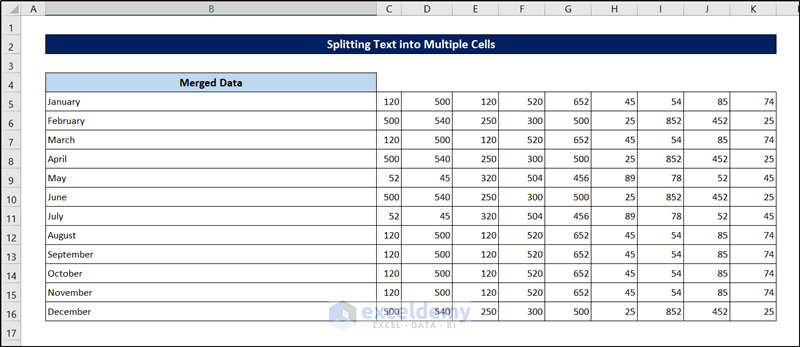 A B C D E F G H I J K
1
2 Splitting Text into Multiple Cells
3
4 Merged Data
5 January 120 500 120 520 652 45 54 85 74
6 February 500 540 250 300 500 25 852 452 25
7 March 120 500 120 520 652 45 54 85 74
8 April 500 540 250 300 500 25 852 452 25
9 May 52 45 320 504 456 89 78 52 45
10 June 500 540 250 300 500 25 852 452 25
11 July 52 45 320 504 456 89 78 52 45
12 August 120 500 120 520 652 45 54 85 74
13 September 120 500 120 520 652 45 54 85 74
14 October 120 500 120 520 652 45 54 85 74
15 November 120 500 120 520 652 45 54 85 74
16 December 500 540 250 300 500 25 852 452 25
exceldemy
EXCEL - DATA - BI
17